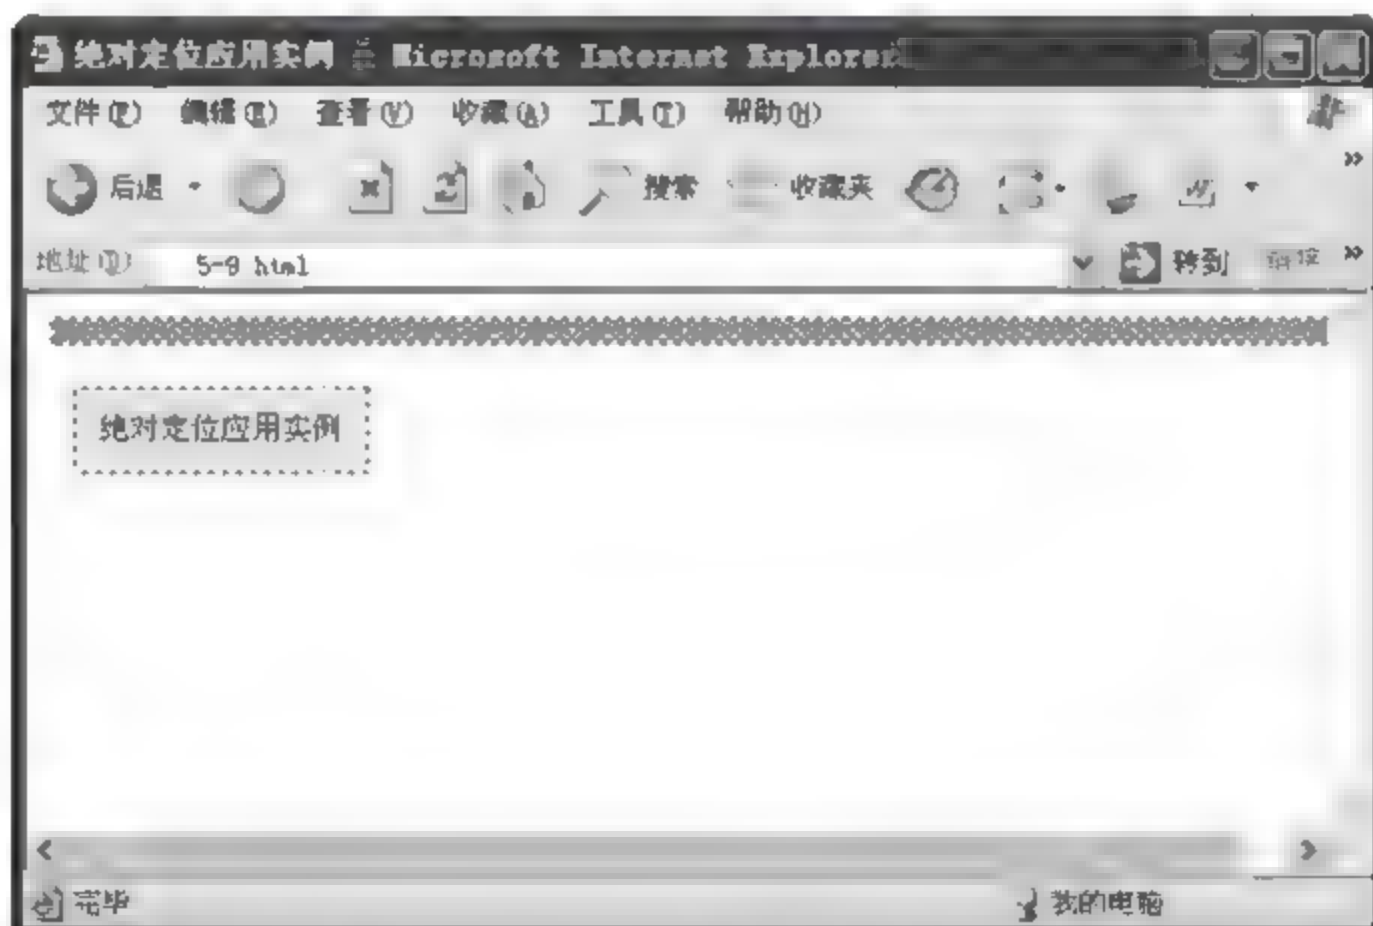 绝对定位应用实例 Microsoft Internet Explorer
文件(F) 编辑(E) 查看(V) 收藏(A) 工具(T) 帮助(H)
后退 搜索 收藏夹 »
地址(D) 5-9 html 转到 链接 »
绝对定位应用实例
完毕 我的电脑